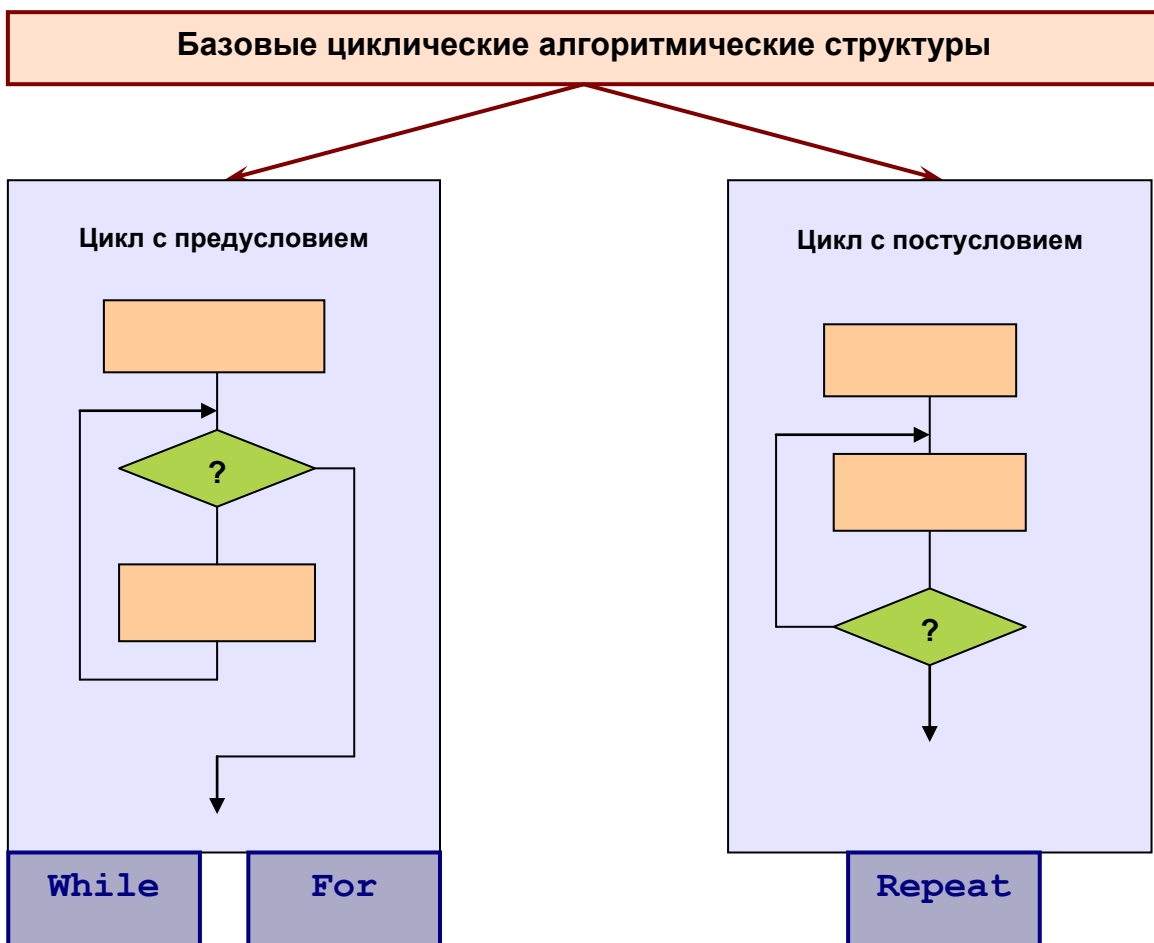 Базовые циклические алгоритмические структуры
Цикл с предусловием
?
While
For
Цикл с постусловием
?
Repeat